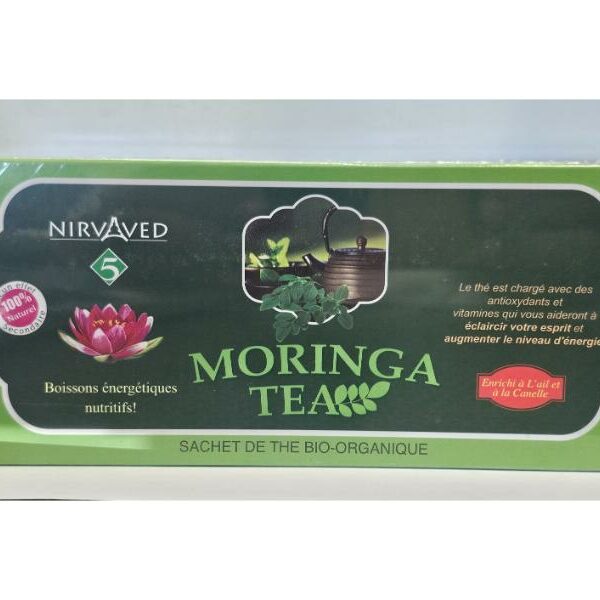 NIRVAVED
5
100%
Naturel
secondaire
Boissons énergétiques
nutritifs!
MORINGA
TEA
Le thé est chargé avec des
antioxydants et
vitamines qui vous aideront à
éclaircir votre esprit et
augmenter le niveau d'énergie
Enrichi à L'ail et
à la Canelle
SACHET DE THE BIO-ORGANIQUE